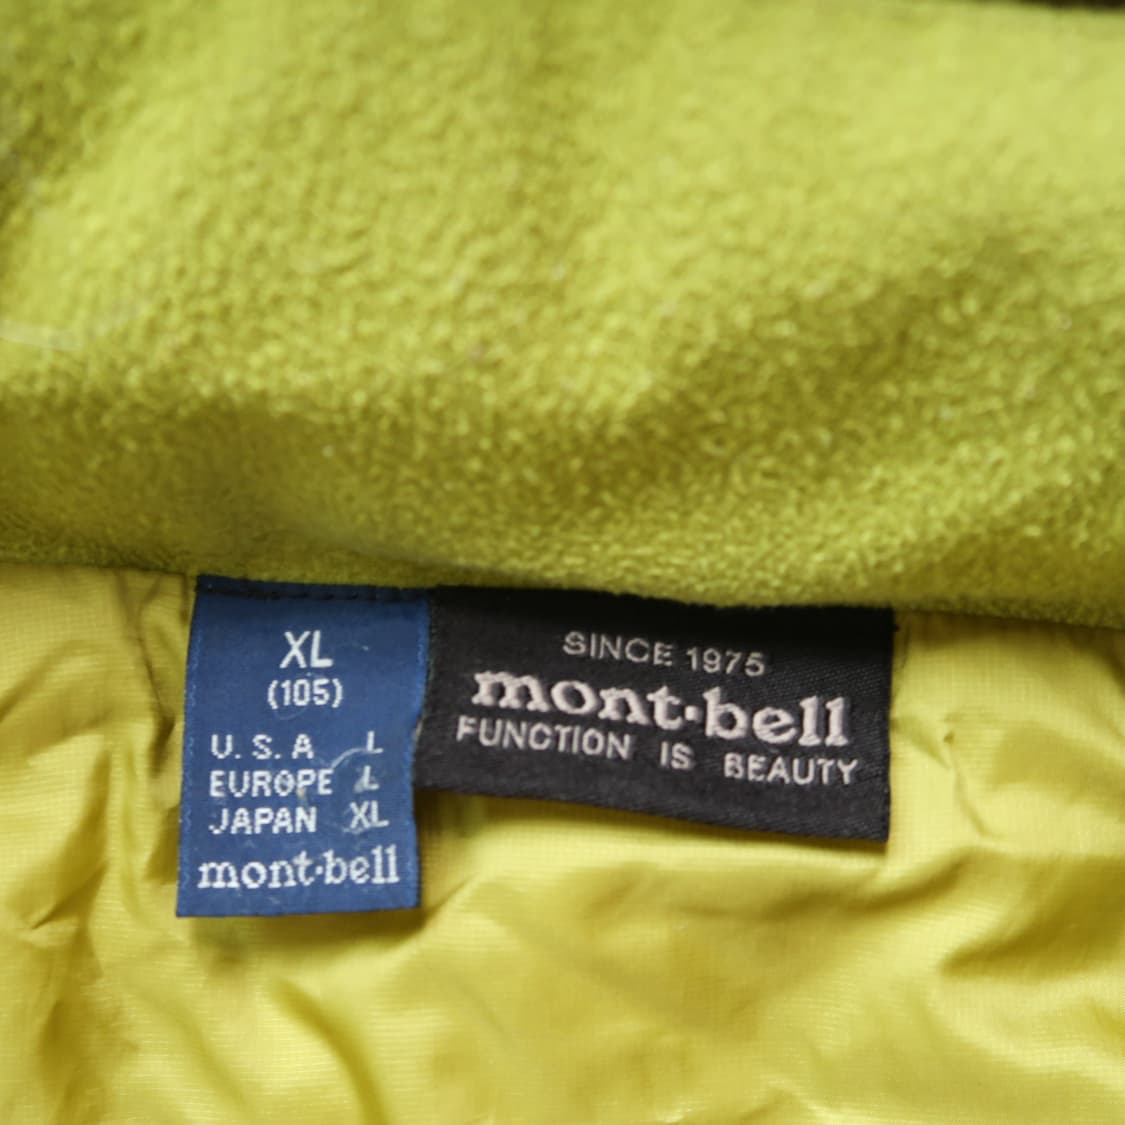 XL
(105)
U.S.A L
EUROPE L
JAPAN XL
mont·bell
SINCE 1975
mont·bell
FUNCTION IS BEAUTY